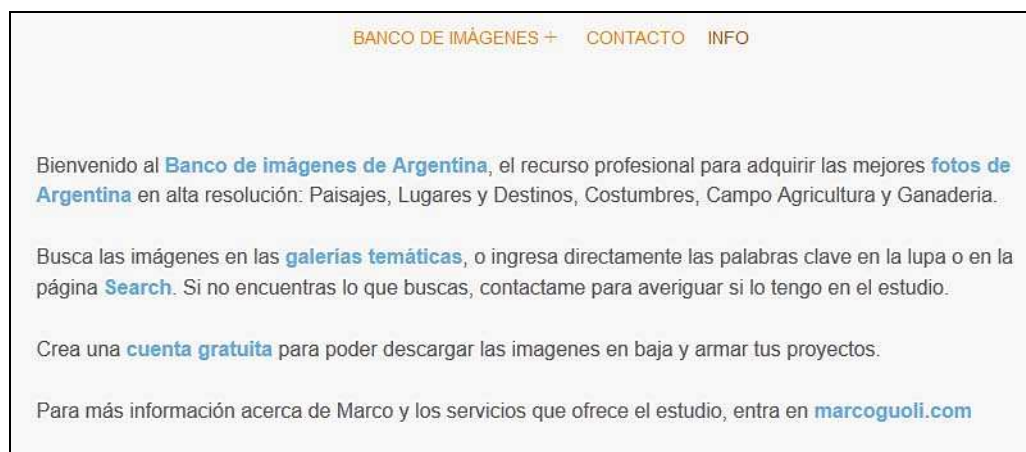 BANCO DE IMÁGENES + CONTACTO INFO
Bienvenido al Banco de imágenes de Argentina, el recurso profesional para adquirir las mejores fotos de
Argentina en alta resolución: Paisajes, Lugares y Destinos, Costumbres, Campo Agricultura y Ganaderia.
Busca las imágenes en las galerías temáticas, o ingresa directamente las palabras clave en la lupa o en la
página Search. Si no encuentras lo que buscas, contactame para averiguar si lo tengo en el estudio.
Crea una cuenta gratuita para poder descargar las imagenes en baja y armar tus proyectos.
Para más información acerca de Marco y los servicios que ofrece el estudio, entra en marcoguoli.com